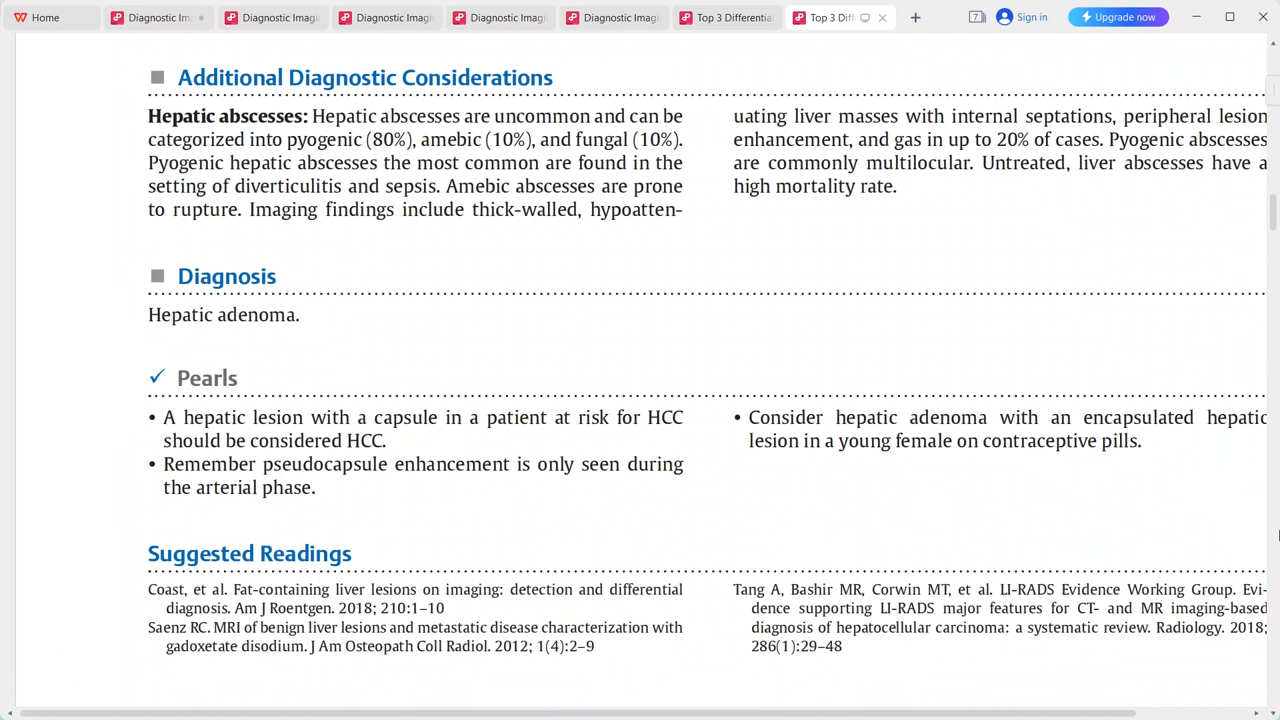 Home
Diagnostic Im
Diagnostic Imagi
Diagnostic Imagi
Diagnostic Imagi
Diagnostic Imagi
Top 3 Differential
Top 3 Diff
7
Sign in
Upgrade now
Additional Diagnostic Considerations
Hepatic abscesses: Hepatic abscesses are uncommon and can be
categorized into pyogenic (80%), amebic (10%), and fungal (10%).
Pyogenic hepatic abscesses the most common are found in the
setting of diverticulitis and sepsis. Amebic abscesses are prone
to rupture. Imaging findings include thick-walled, hypoatten-
uating liver masses with internal septations, peripheral lesion
enhancement, and gas in up to 20% of cases. Pyogenic abscesses
are commonly multilocular. Untreated, liver abscesses have a
high mortality rate.
Diagnosis
Hepatic adenoma.
✓ Pearls
• A hepatic lesion with a capsule in a patient at risk for HCC
should be considered HCC.
• Remember pseudocapsule enhancement is only seen during
the arterial phase.
• Consider hepatic adenoma with an encapsulated hepatic
lesion in a young female on contraceptive pills.
Suggested Readings
Coast, et al. Fat-containing liver lesions on imaging: detection and differential
diagnosis. Am J Roentgen. 2018; 210:1–10
Saenz RC. MRI of benign liver lesions and metastatic disease characterization with
gadoxetate disodium. J Am Osteopath Coll Radiol. 2012; 1(4):2–9
Tang A, Bashir MR, Corwin MT, et al. LI-RADS Evidence Working Group. Evi-
dence supporting LI-RADS major features for CT- and MR imaging-based
diagnosis of hepatocellular carcinoma: a systematic review. Radiology. 2018;
286(1):29–48